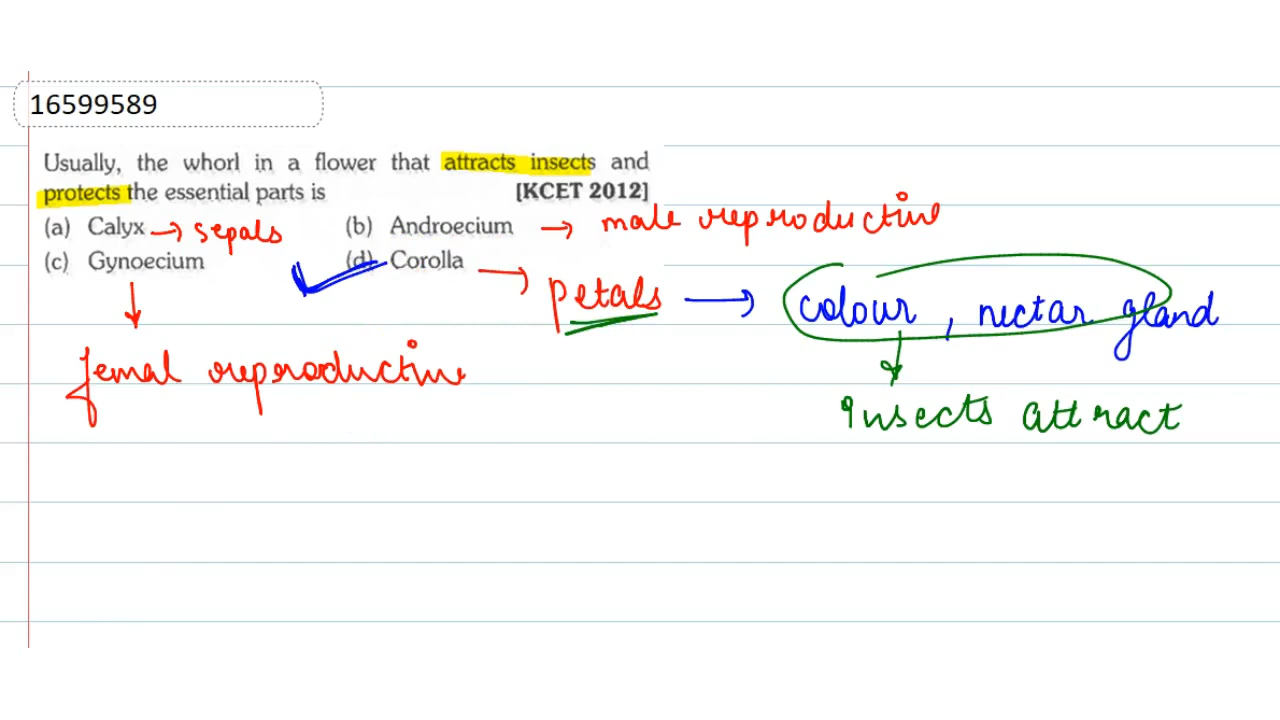 16599589
Usually, the whorl in a flower that attracts insects and
protects the essential parts is [KCET 2012]
(a) Calyx → sepals (b) Androecium → male reproductive
(c) Gynoecium (d) Corolla → petals → colour, nectar gland
femal reproductive
Insects attract